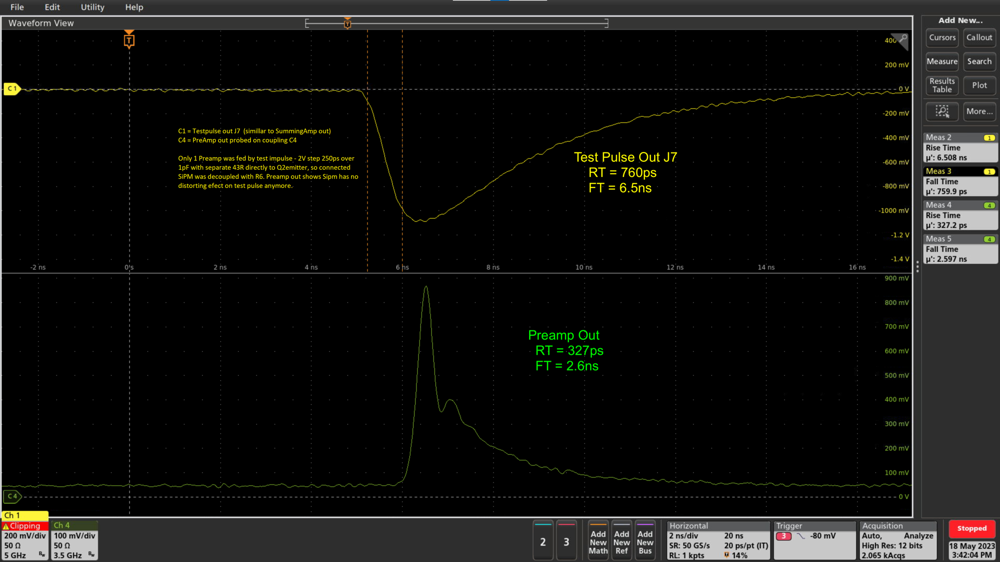 File Edit Utility Help
Waveform View
Add New...
Cursors Callout
Measure Search
Results Table Plot
More...
T
T
400
200 mV
C 1
0 V
-200 mV
-400 mV
-600 mV
-800 mV
-1000 mV
-1.2 V
-1.4 V
C1 = Testpulse out J7 (simillar to SummingAmp out)
C4 = PreAmp out probed on coupling C4
Only 1 Preamp was fed by test impulse - 2V step 250ps over
1pF with separate 43R directly to Q2emitter, so connected
SiPM was decoupled with R6. Preamp out shows Sipm has no
distorting efect on test pulse anymore.
Test Pulse Out J7
RT = 760ps
FT = 6.5ns
-2 ns 0 s 2 ns 4 ns 6 ns 8 ns 10 ns 12 ns 14 ns 16 ns
Meas 2 1
Rise Time
µ': 6.508 ns
Meas 3 1
Fall Time
µ': 759.9 ps
Meas 4 4
Rise Time
µ': 327.2 ps
Meas 5 4
Fall Time
µ': 2.597 ns
900 mV
800 mV
700 mV
600 mV
500 mV
400 mV
300 mV
200 mV
100 mV
0 V
Preamp Out
RT = 327ps
FT = 2.6ns
C 4
Ch 1
Clipping
200 mV/div
50 Ω
5 GHz Bw
Ch 4
100 mV/div
50 Ω
3.5 GHz Bw
2
3
Add New Math
Add New Ref
Add New Bus
Horizontal
2 ns/div 20 ns
SR: 50 GS/s 20 ps/pt (IT)
RL: 1 kpts T 14%
Trigger
3 -80 mV
Acquisition
Auto, Analyze
High Res: 12 bits
2.065 kAcqs
Stopped
18 May 2023
3:42:04 PM